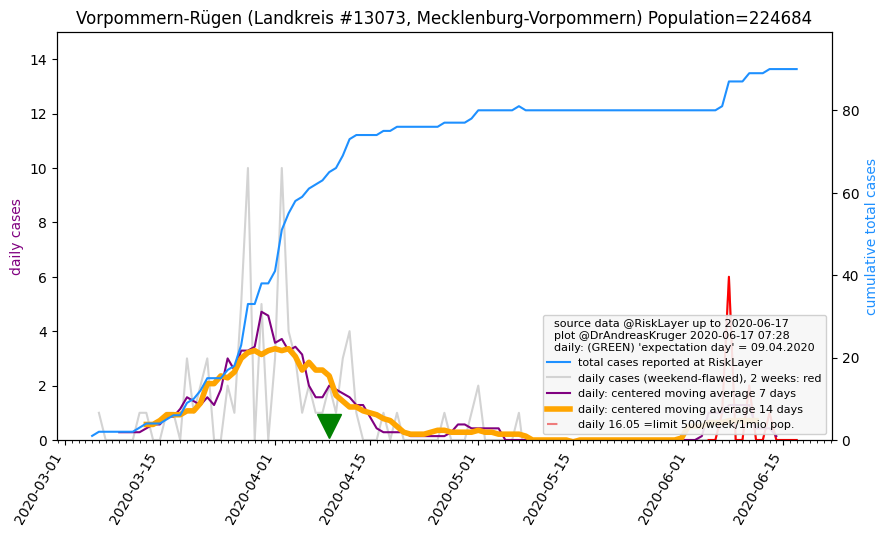 Vorpommern-Rügen (Landkreis #13073, Mecklenburg-Vorpommern) Population=224684
14
12
10
8
6
4
2
0
daily cases
80
60
40
20
0
cumulative total cases
source data @RiskLayer up to 2020-06-17
plot @DrAndreasKruger 2020-06-17 07:28
daily: (GREEN) 'expectation day' = 09.04.2020
total cases reported at RiskLayer
daily cases (weekend-flawed), 2 weeks: red
daily: centered moving average 7 days
daily: centered moving average 14 days
daily 16.05 =limit 500/week/1mio pop.
2020-03-01
2020-03-15
2020-04-01
2020-04-15
2020-05-01
2020-05-15
2020-06-01
2020-06-15